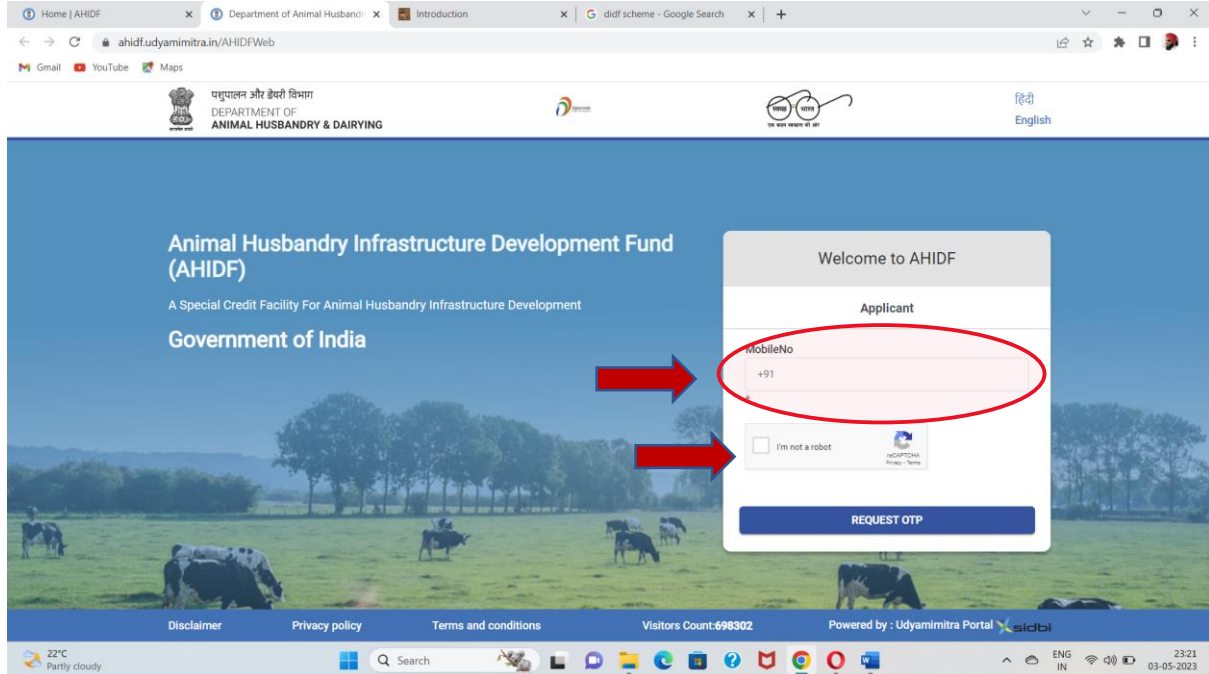 Home | AHIDF
Department of Animal Husbandr
Introduction
didf scheme - Google Search
ahidf.udyamimitra.in/AHIDFWeb
Gmail YouTube Maps
पशुपालन और डेयरी विभाग
DEPARTMENT OF
ANIMAL HUSBANDRY & DAIRYING
हिंदी
English
Animal Husbandry Infrastructure Development Fund
(AHIDF)
A Special Credit Facility For Animal Husbandry Infrastructure Development
Government of India
Welcome to AHIDF
Applicant
MobileNo
+91
*
I'm not a robot
reCAPTCHA
Privacy - Terms
REQUEST OTP
Disclaimer Privacy policy Terms and conditions Visitors Count:698302 Powered by : Udyamimitra Portal sidbi
22°C
Partly cloudy
Search
ENG
IN
23:21
03-05-2023